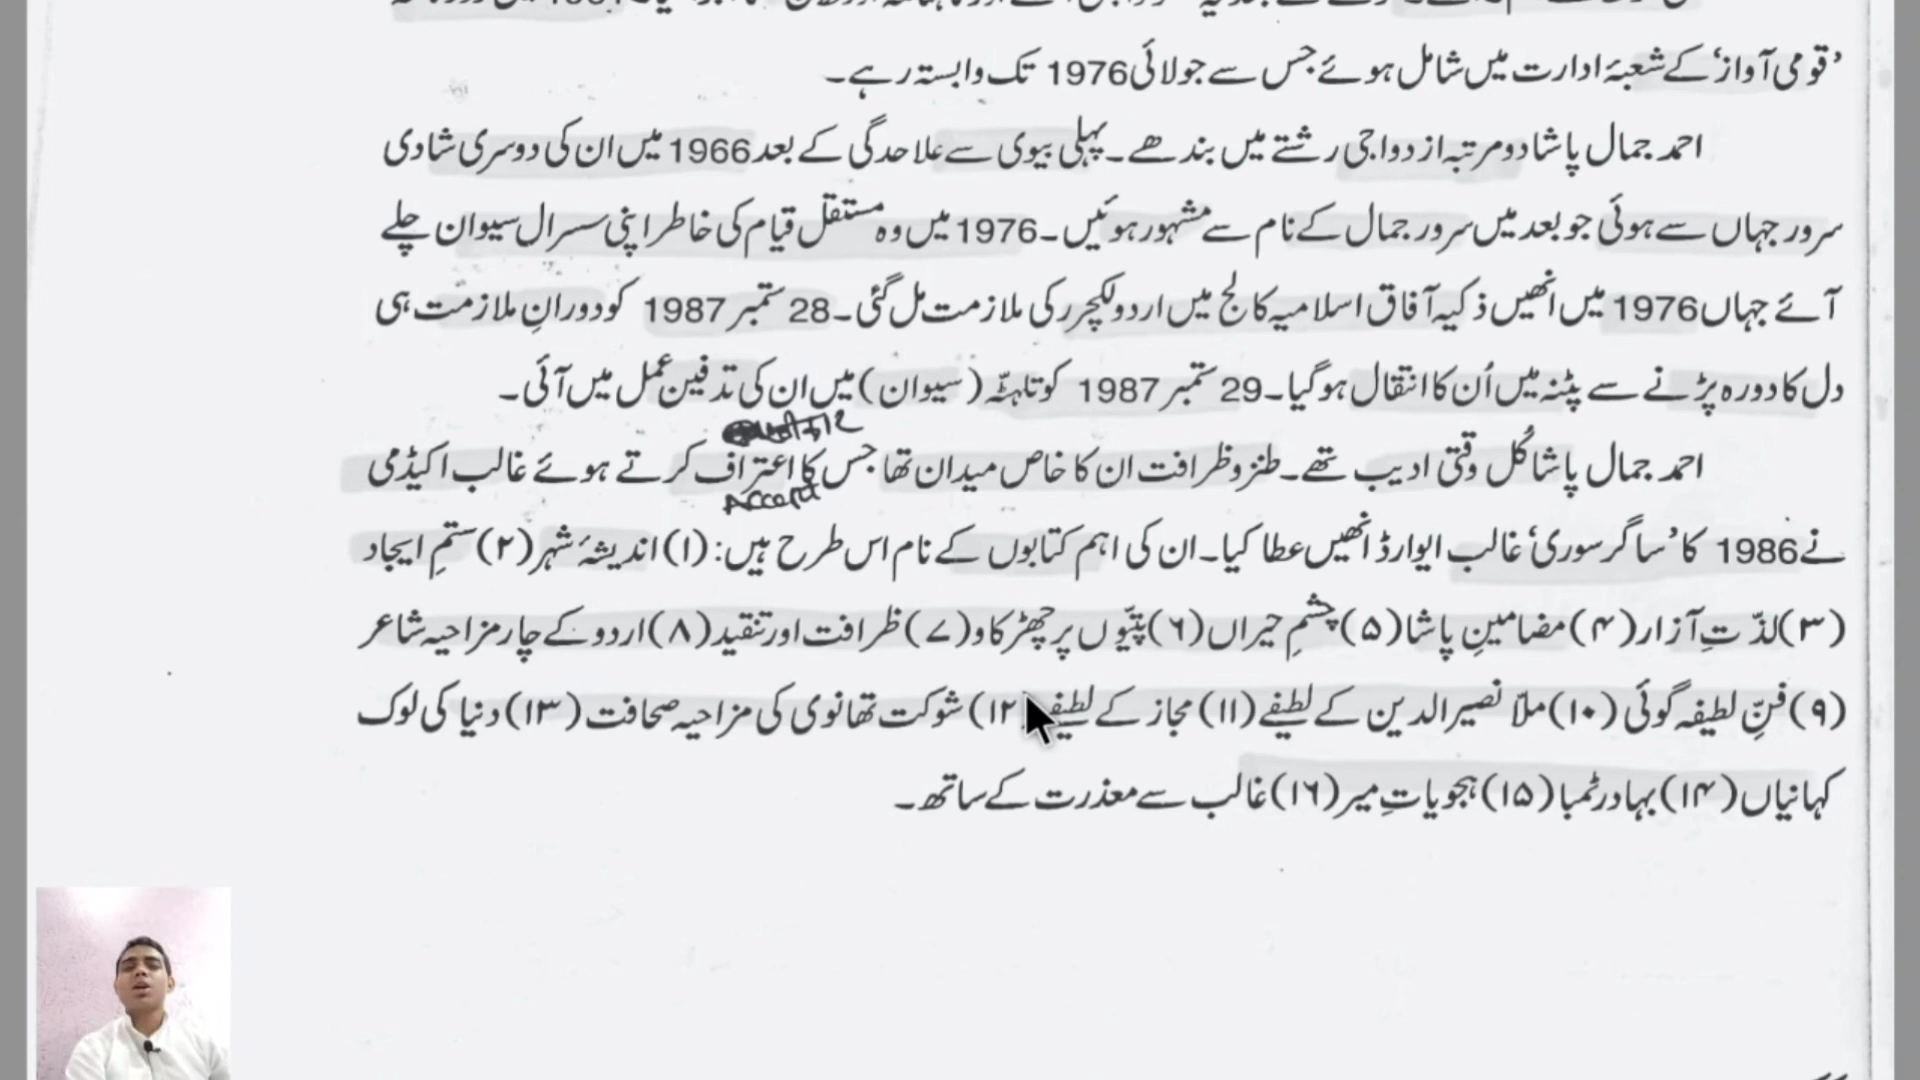 ’قومی آواز‘ کے شعبۂ ادارت میں شامل ہوئے جس سے جولائی 1976 تک وابستہ رہے۔
احمد جمال پاشا دو مرتبہ ازدواجی رشتے میں بندھے۔ پہلی بیوی سے علاحدگی کے بعد 1966 میں ان کی دوسری شادی
سرور جہاں سے ہوئی جو بعد میں سرور جمال کے نام سے مشہور ہوئیں۔ 1976 میں وہ مستقل قیام کی خاطر اپنی سسرال سیوان چلے
آئے جہاں 1976 میں انھیں ذکیہ آفاق اسلامیہ کالج میں اردو لکچرر کی ملازمت مل گئی۔ 28 ستمبر 1987 کو دورانِ ملازمت ہی
دل کا دورہ پڑنے سے پٹنہ میں اُن کا انتقال ہوگیا۔ 29 ستمبر 1987 کو تاہٹہ (سیوان) میں ان کی تدفین عمل میں آئی۔
احمد جمال پاشا کُل وقتی ادیب تھے۔ طنز و ظرافت ان کا خاص میدان تھا جس کا اعتراف کرتے ہوئے غالب اکیڈمی
Accept
نے 1986 کا ’ساگر سوری‘ غالب ایوارڈ انھیں عطا کیا۔ ان کی اہم کتابوں کے نام اس طرح ہیں: (۱) اندیشۂ شہر (۲) ستمِ ایجاد
(۳) لذّتِ آزار (۴) مضامینِ پاشا (۵) چشمِ حیراں (۶) پتّیوں پر چھڑکاو (۷) ظرافت اور تنقید (۸) اردو کے چار مزاحیہ شاعر
(۹) فنِّ لطیفہ گوئی (۱۰) ملاّ نصیر الدین کے لطیفے (۱۱) مجاز کے لطیفے (۱۲) شوکت تھانوی کی مزاحیہ صحافت (۱۳) دنیا کی لوک
کہانیاں (۱۴) بہادر ٹمبا (۱۵) ہجویاتِ میر (۱۶) غالب سے معذرت کے ساتھ۔